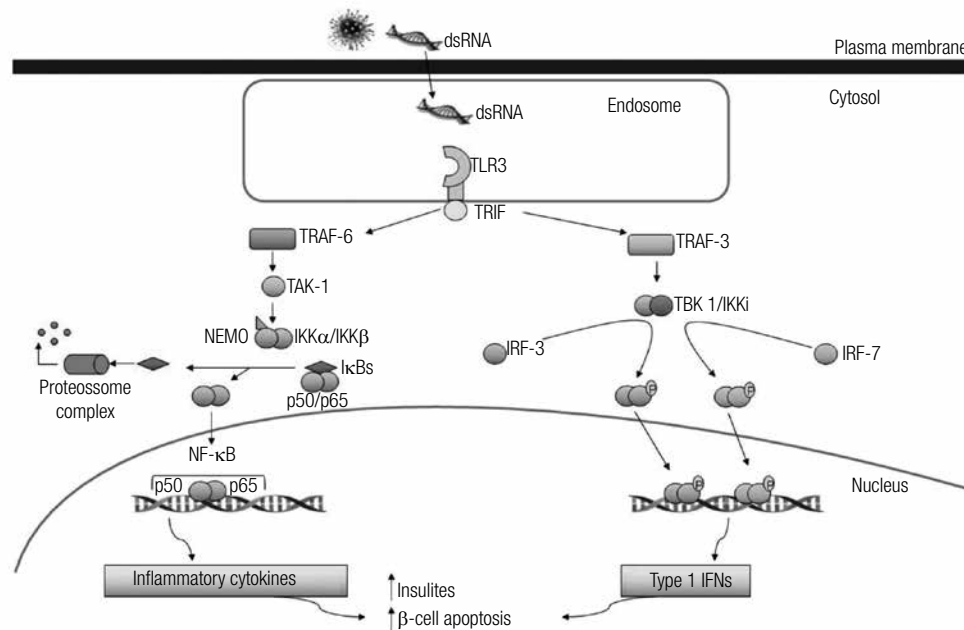 dsRNA
Plasma membrane
Endosome
Cytosol
dsRNA
TLR3
TRIF
TRAF-6
TRAF-3
TAK-1
TBK 1/IKKi
NEMO
IKKα/IKKβ
IRF-3
IRF-7
IκBs
Proteossome
complex
p50/p65
P
P
NF-κB
p50
p65
P
P
Nucleus
Inflammatory cytokines
Insulites
Type 1 IFNs
β-cell apoptosis